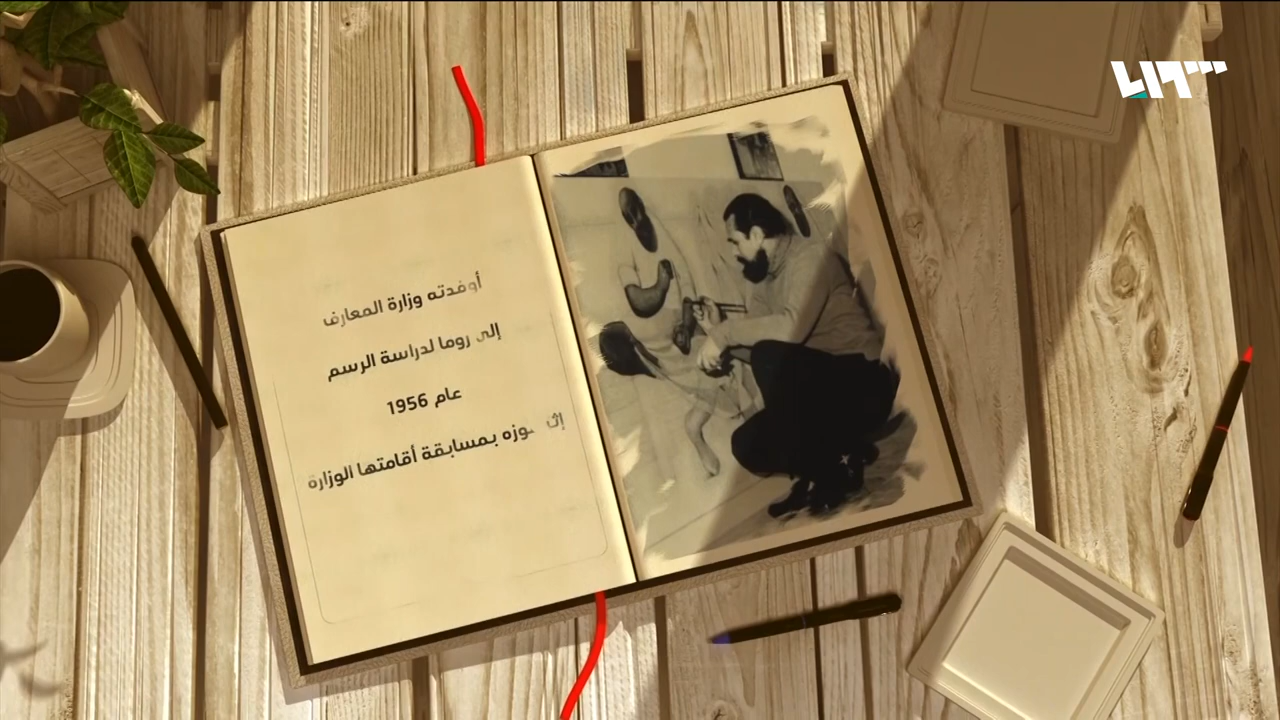 أوفدته وزارة المعارف
إلى روما لدراسة الرسم
عام 1956
بمسابقة أقامتها الوزارة